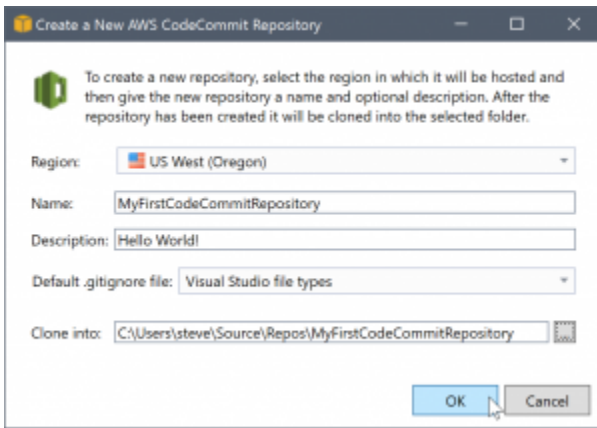 Create a New AWS CodeCommit Repository
To create a new repository, select the region in which it will be hosted and
then give the new repository a name and optional description. After the
repository has been created it will be cloned into the selected folder.
Region: US West (Oregon)
Name: MyFirstCodeCommitRepository
Description: Hello World!
Default .gitignore file: Visual Studio file types
Clone into: C:\Users\steve\Source\Repos\MyFirstCodeCommitRepository
...
OK Cancel